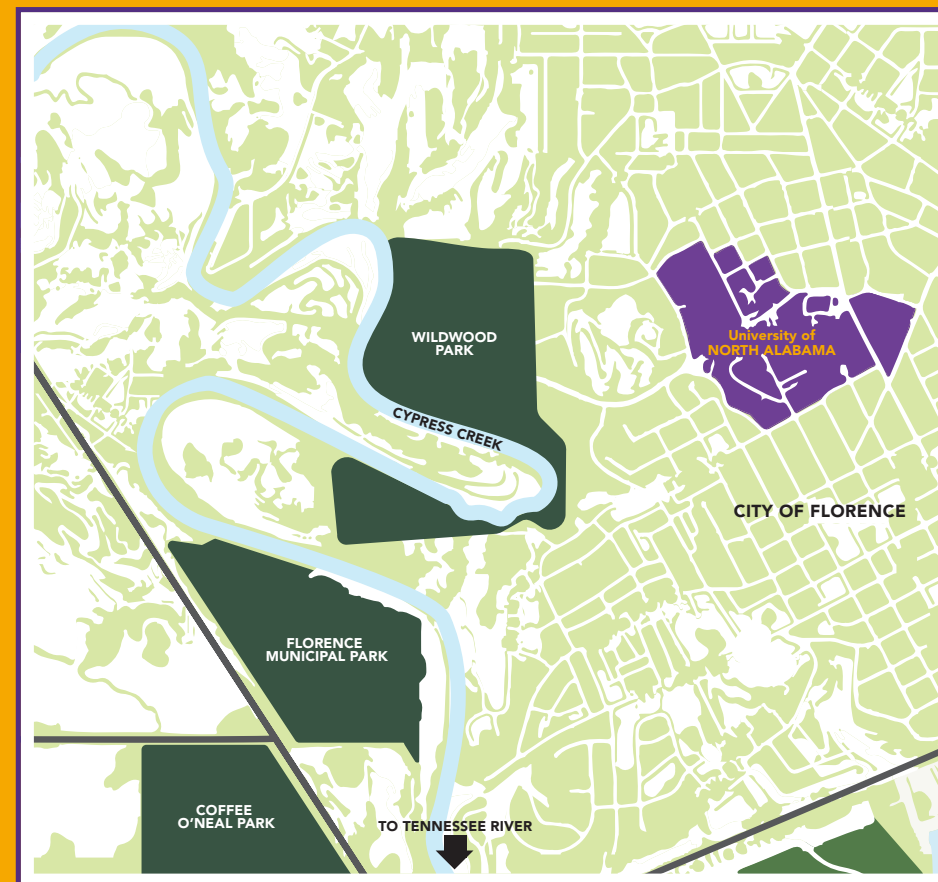 WILDWOOD
PARK
University of
NORTH ALABAMA
CYPRESS CREEK
CITY OF FLORENCE
FLORENCE
MUNICIPAL PARK
COFFEE
O'NEAL PARK
TO TENNESSEE RIVER